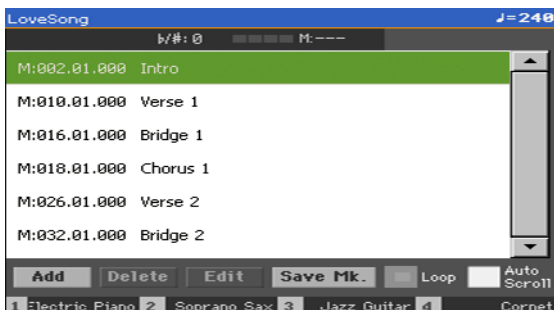 LoveSong ♩=240
♭/#: 0 M:---
M:002.01.000 Intro
M:010.01.000 Verse 1
M:016.01.000 Bridge 1
M:018.01.000 Chorus 1
M:026.01.000 Verse 2
M:032.01.000 Bridge 2
Add Delete Edit Save Mk. Loop Auto Scroll
1 Electric Piano 2 Soprano Sax 3 Jazz Guitar 4 Cornet